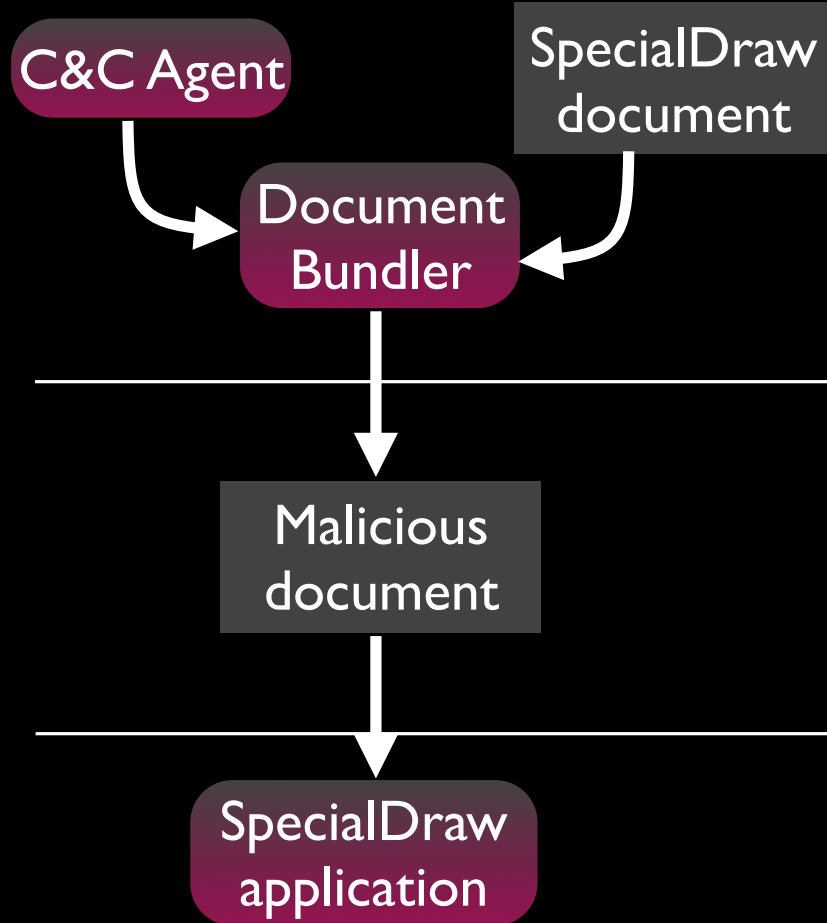 C&C Agent
SpecialDraw
document
Document
Bundler
Malicious
document
SpecialDraw
application